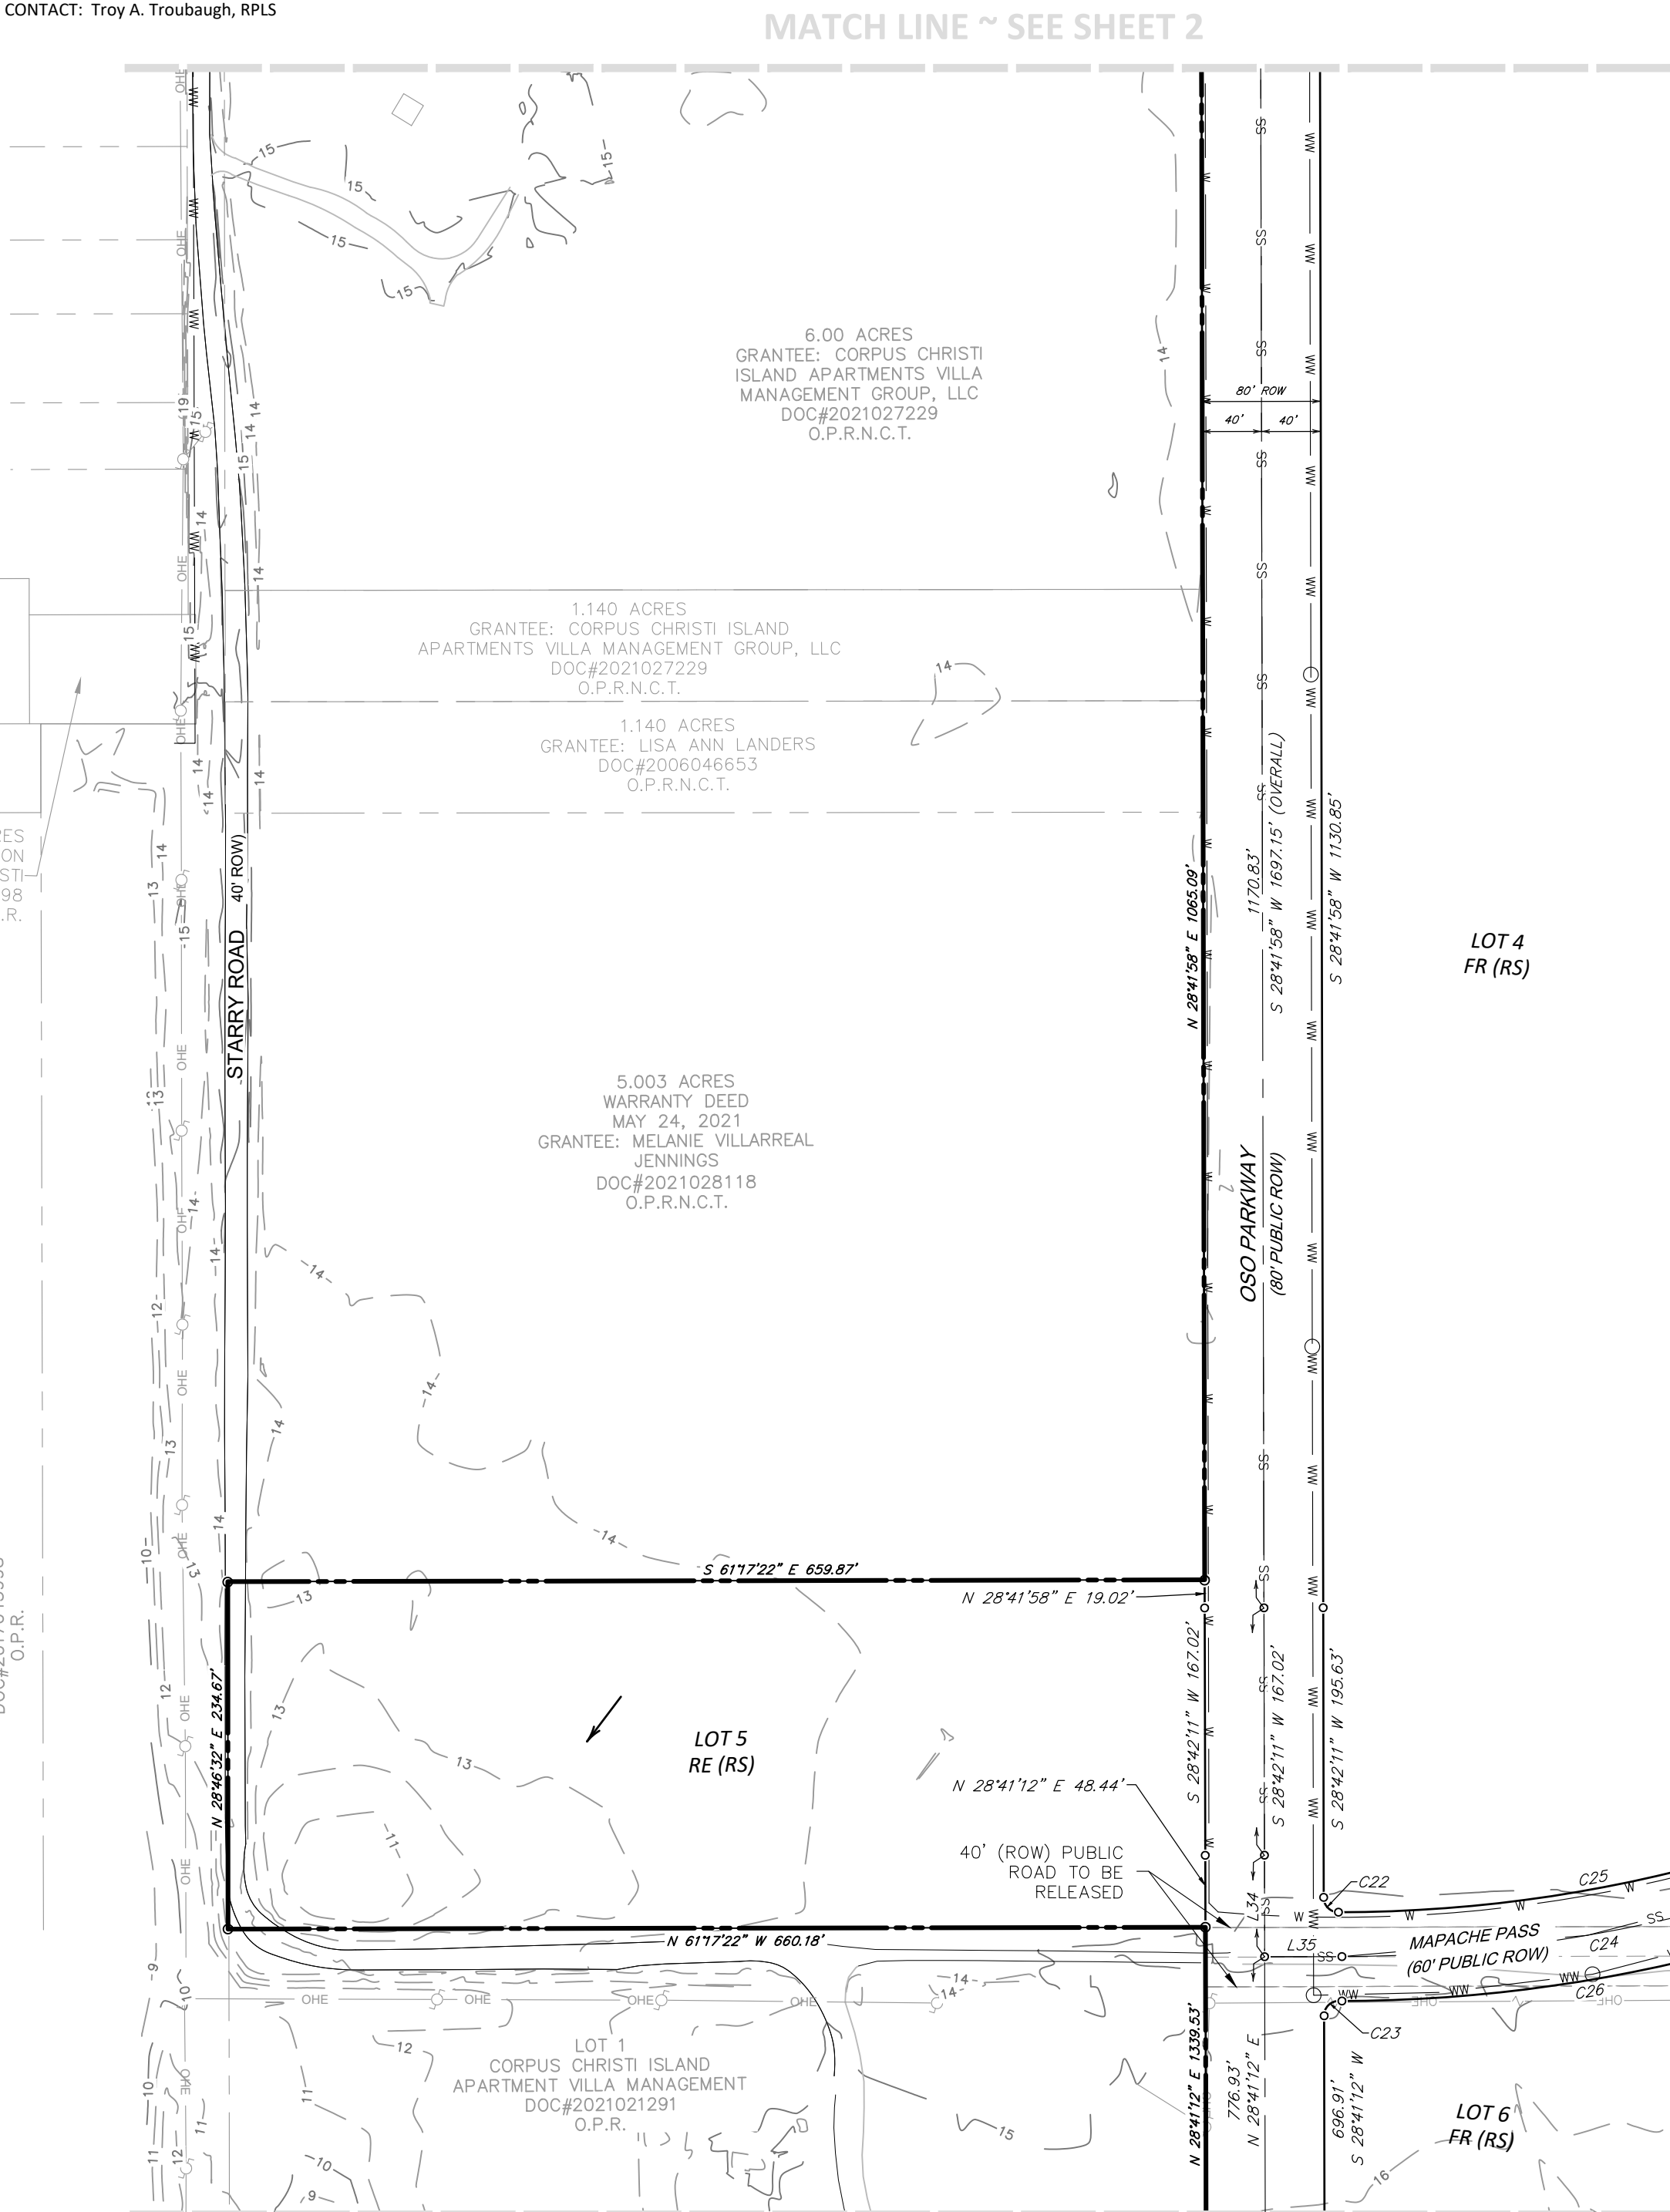 CONTACT: Troy A. Troubaugh, RPLS
MATCH LINE ~ SEE SHEET 2
6.00 ACRES
GRANTEE: CORPUS CHRISTI
ISLAND APARTMENTS VILLA
MANAGEMENT GROUP, LLC
DOC#2021027229
O.P.R.N.C.T.
80' ROW
40'
40'
1.140 ACRES
GRANTEE: CORPUS CHRISTI ISLAND
APARTMENTS VILLA MANAGEMENT GROUP, LLC
DOC#2021027229
O.P.R.N.C.T.
1.140 ACRES
GRANTEE: LISA ANN LANDERS
DOC#2006046653
O.P.R.N.C.T.
STARRY ROAD 40' ROW)
N 28°41'58" E 1065.09'
1170.83'
S 28°41'58" W 1697.15' (OVERALL)
S 28°41'58" W 1130.85'
LOT 4
FR (RS)
5.003 ACRES
WARRANTY DEED
MAY 24, 2021
GRANTEE: MELANIE VILLARREAL
JENNINGS
DOC#2021028118
O.P.R.N.C.T.
OSO PARKWAY
(80' PUBLIC ROW)
S 61°17'22" E 659.87'
N 28°41'58" E 19.02'
O.P.R.
N 28°46'32" E 234.67'
LOT 5
RE (RS)
S 28°42'11" W 167.02'
S 28°42'11" W 167.02'
S 28°42'11" W 195.63'
N 28°41'12" E 48.44'
40' (ROW) PUBLIC
ROAD TO BE
RELEASED
L34
C22
C25
N 61°17'22" W 660.18'
L35
MAPACHE PASS
(60' PUBLIC ROW)
C24
C26
C23
LOT 1
CORPUS CHRISTI ISLAND
APARTMENT VILLA MANAGEMENT
DOC#2021021291
O.P.R.
N 28°41'12" E 1339.53'
776.93'
N 28°41'12" E
696.91'
S 28°41'12" W
LOT 6
FR (RS)